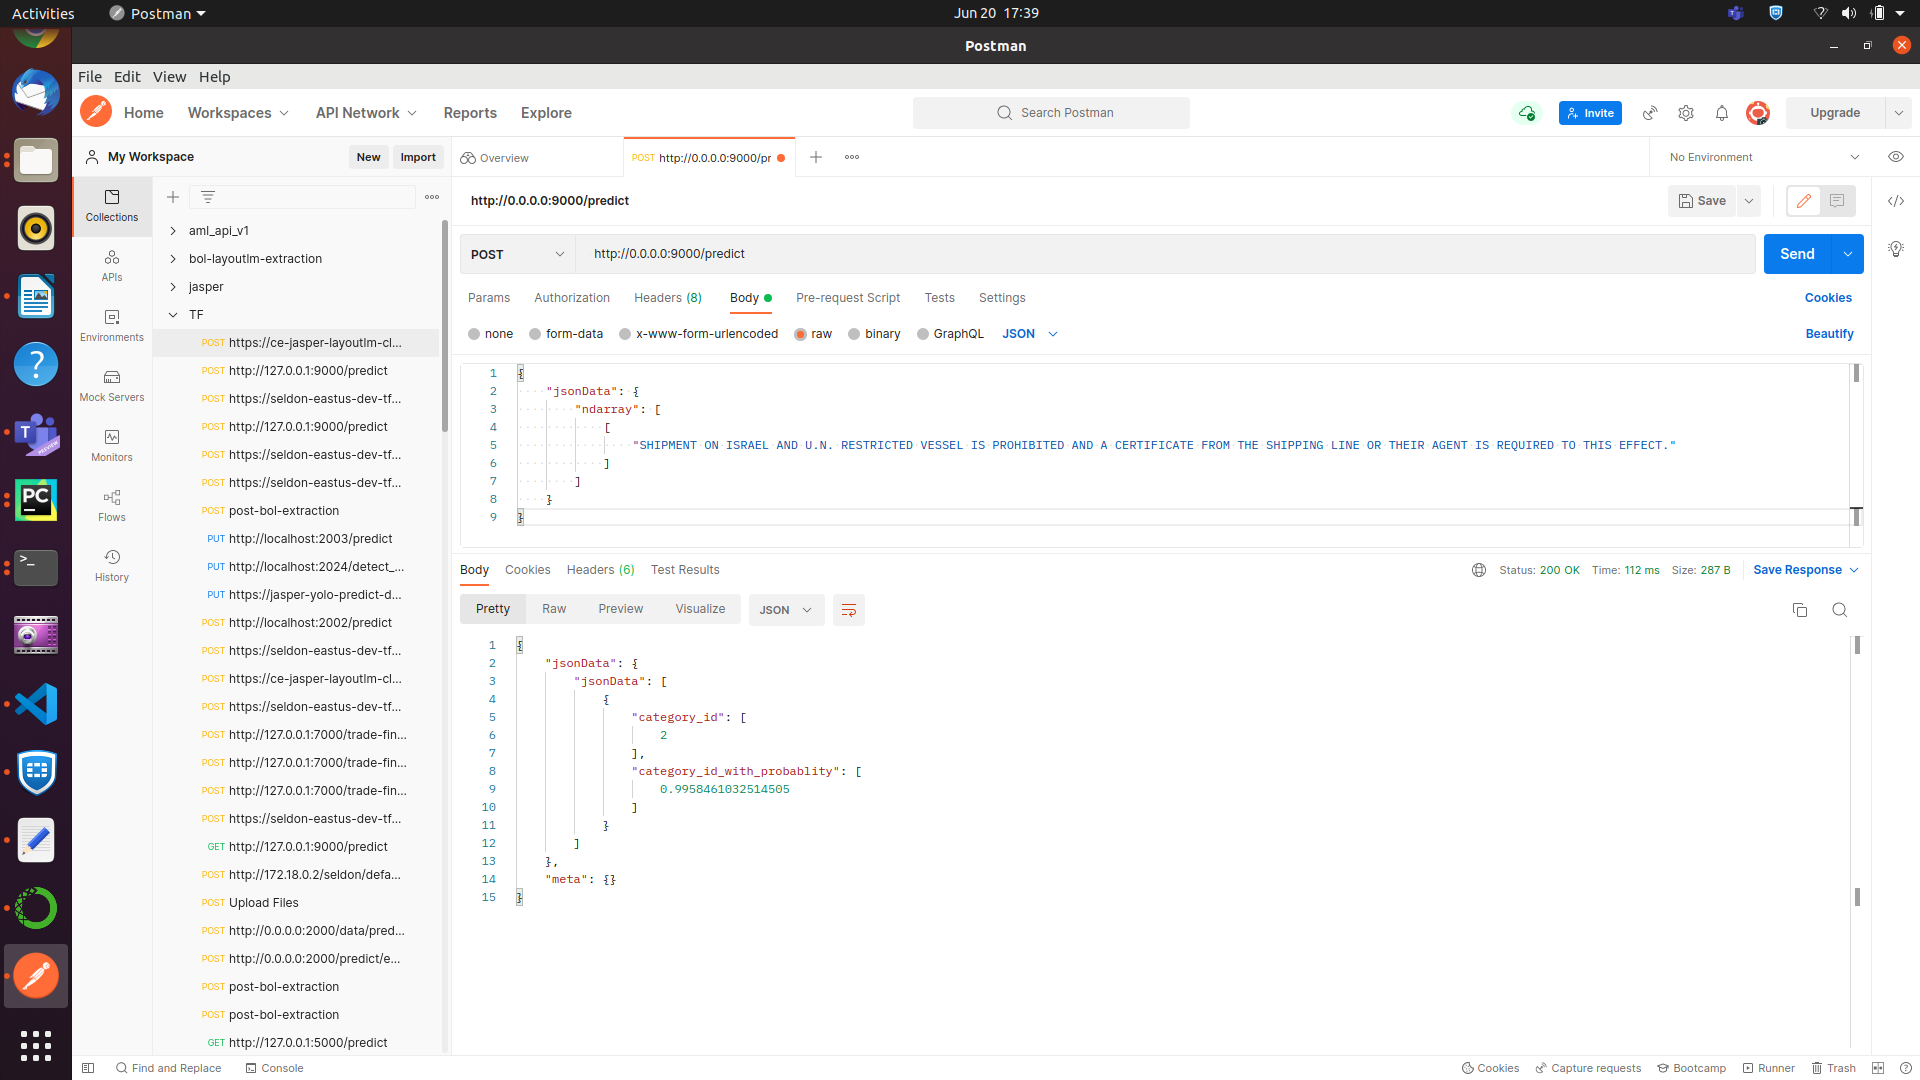 Activities
Postman
Jun 20 17:39
Postman
File Edit View Help
Home Workspaces API Network Reports Explore
Search Postman
Invite
Upgrade
My Workspace
New Import
Overview
POST http://0.0.0.0:9000/pr
No Environment
Collections
APIs
Environments
Mock Servers
Monitors
Flows
History
aml_api_v1
bol-layoutlm-extraction
jasper
TF
POST https://ce-jasper-layoutlm-cl...
POST http://127.0.0.1:9000/predict
POST https://seldon-eastus-dev-tf...
POST http://127.0.0.1:9000/predict
POST https://seldon-eastus-dev-tf...
POST https://seldon-eastus-dev-tf...
POST post-bol-extraction
PUT http://localhost:2003/predict
PUT http://localhost:2024/detect_...
PUT https://jasper-yolo-predict-d...
POST http://localhost:2002/predict
POST https://seldon-eastus-dev-tf...
POST https://ce-jasper-layoutlm-cl...
POST https://seldon-eastus-dev-tf...
POST http://127.0.0.1:7000/trade-fin...
POST http://127.0.0.1:7000/trade-fin...
POST http://127.0.0.1:7000/trade-fin...
POST https://seldon-eastus-dev-tf...
GET http://127.0.0.1:9000/predict
POST http://172.18.0.2/seldon/defa...
POST Upload Files
POST http://0.0.0.0:2000/data/pred...
POST http://0.0.0.0:2000/predict/e...
POST post-bol-extraction
POST post-bol-extraction
GET http://127.0.0.1:5000/predict
http://0.0.0.0:9000/predict
Save
POST
http://0.0.0.0:9000/predict
Send
Params Authorization Headers (8) Body Pre-request Script Tests Settings
Cookies
none form-data x-www-form-urlencoded raw binary GraphQL JSON
Beautify
1 {
2 "jsonData": {
3 "ndarray": [
4 [
5 "SHIPMENT ON ISRAEL AND U.N. RESTRICTED VESSEL IS PROHIBITED AND A CERTIFICATE FROM THE SHIPPING LINE OR THEIR AGENT IS REQUIRED TO THIS EFFECT."
6 ]
7 ]
8 }
9 }
Body Cookies Headers (6) Test Results
Status: 200 OK Time: 112 ms Size: 287 B
Save Response
Pretty Raw Preview Visualize
JSON
1 {
2 "jsonData": {
3 "jsonData": [
4 {
5 "category_id": [
6 2
7 ],
8 "category_id_with_probablity": [
9 0.9958461032514505
10 ]
11 }
12 ]
13 },
14 "meta": {}
15 }
Find and Replace
Console
Cookies
Capture requests
Bootcamp
Runner
Trash
PC